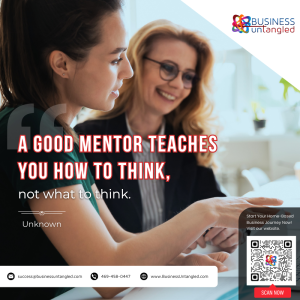 BUSINESS
untangled
A GOOD MENTOR TEACHES
YOU HOW TO THINK,
not what to think.
Unknown
Start Your Home-based
Business Journey Now!
Visit our website.
success@businessuntangled.com
469-458-0447
www.BusinessUntangled.com
SCAN NOW